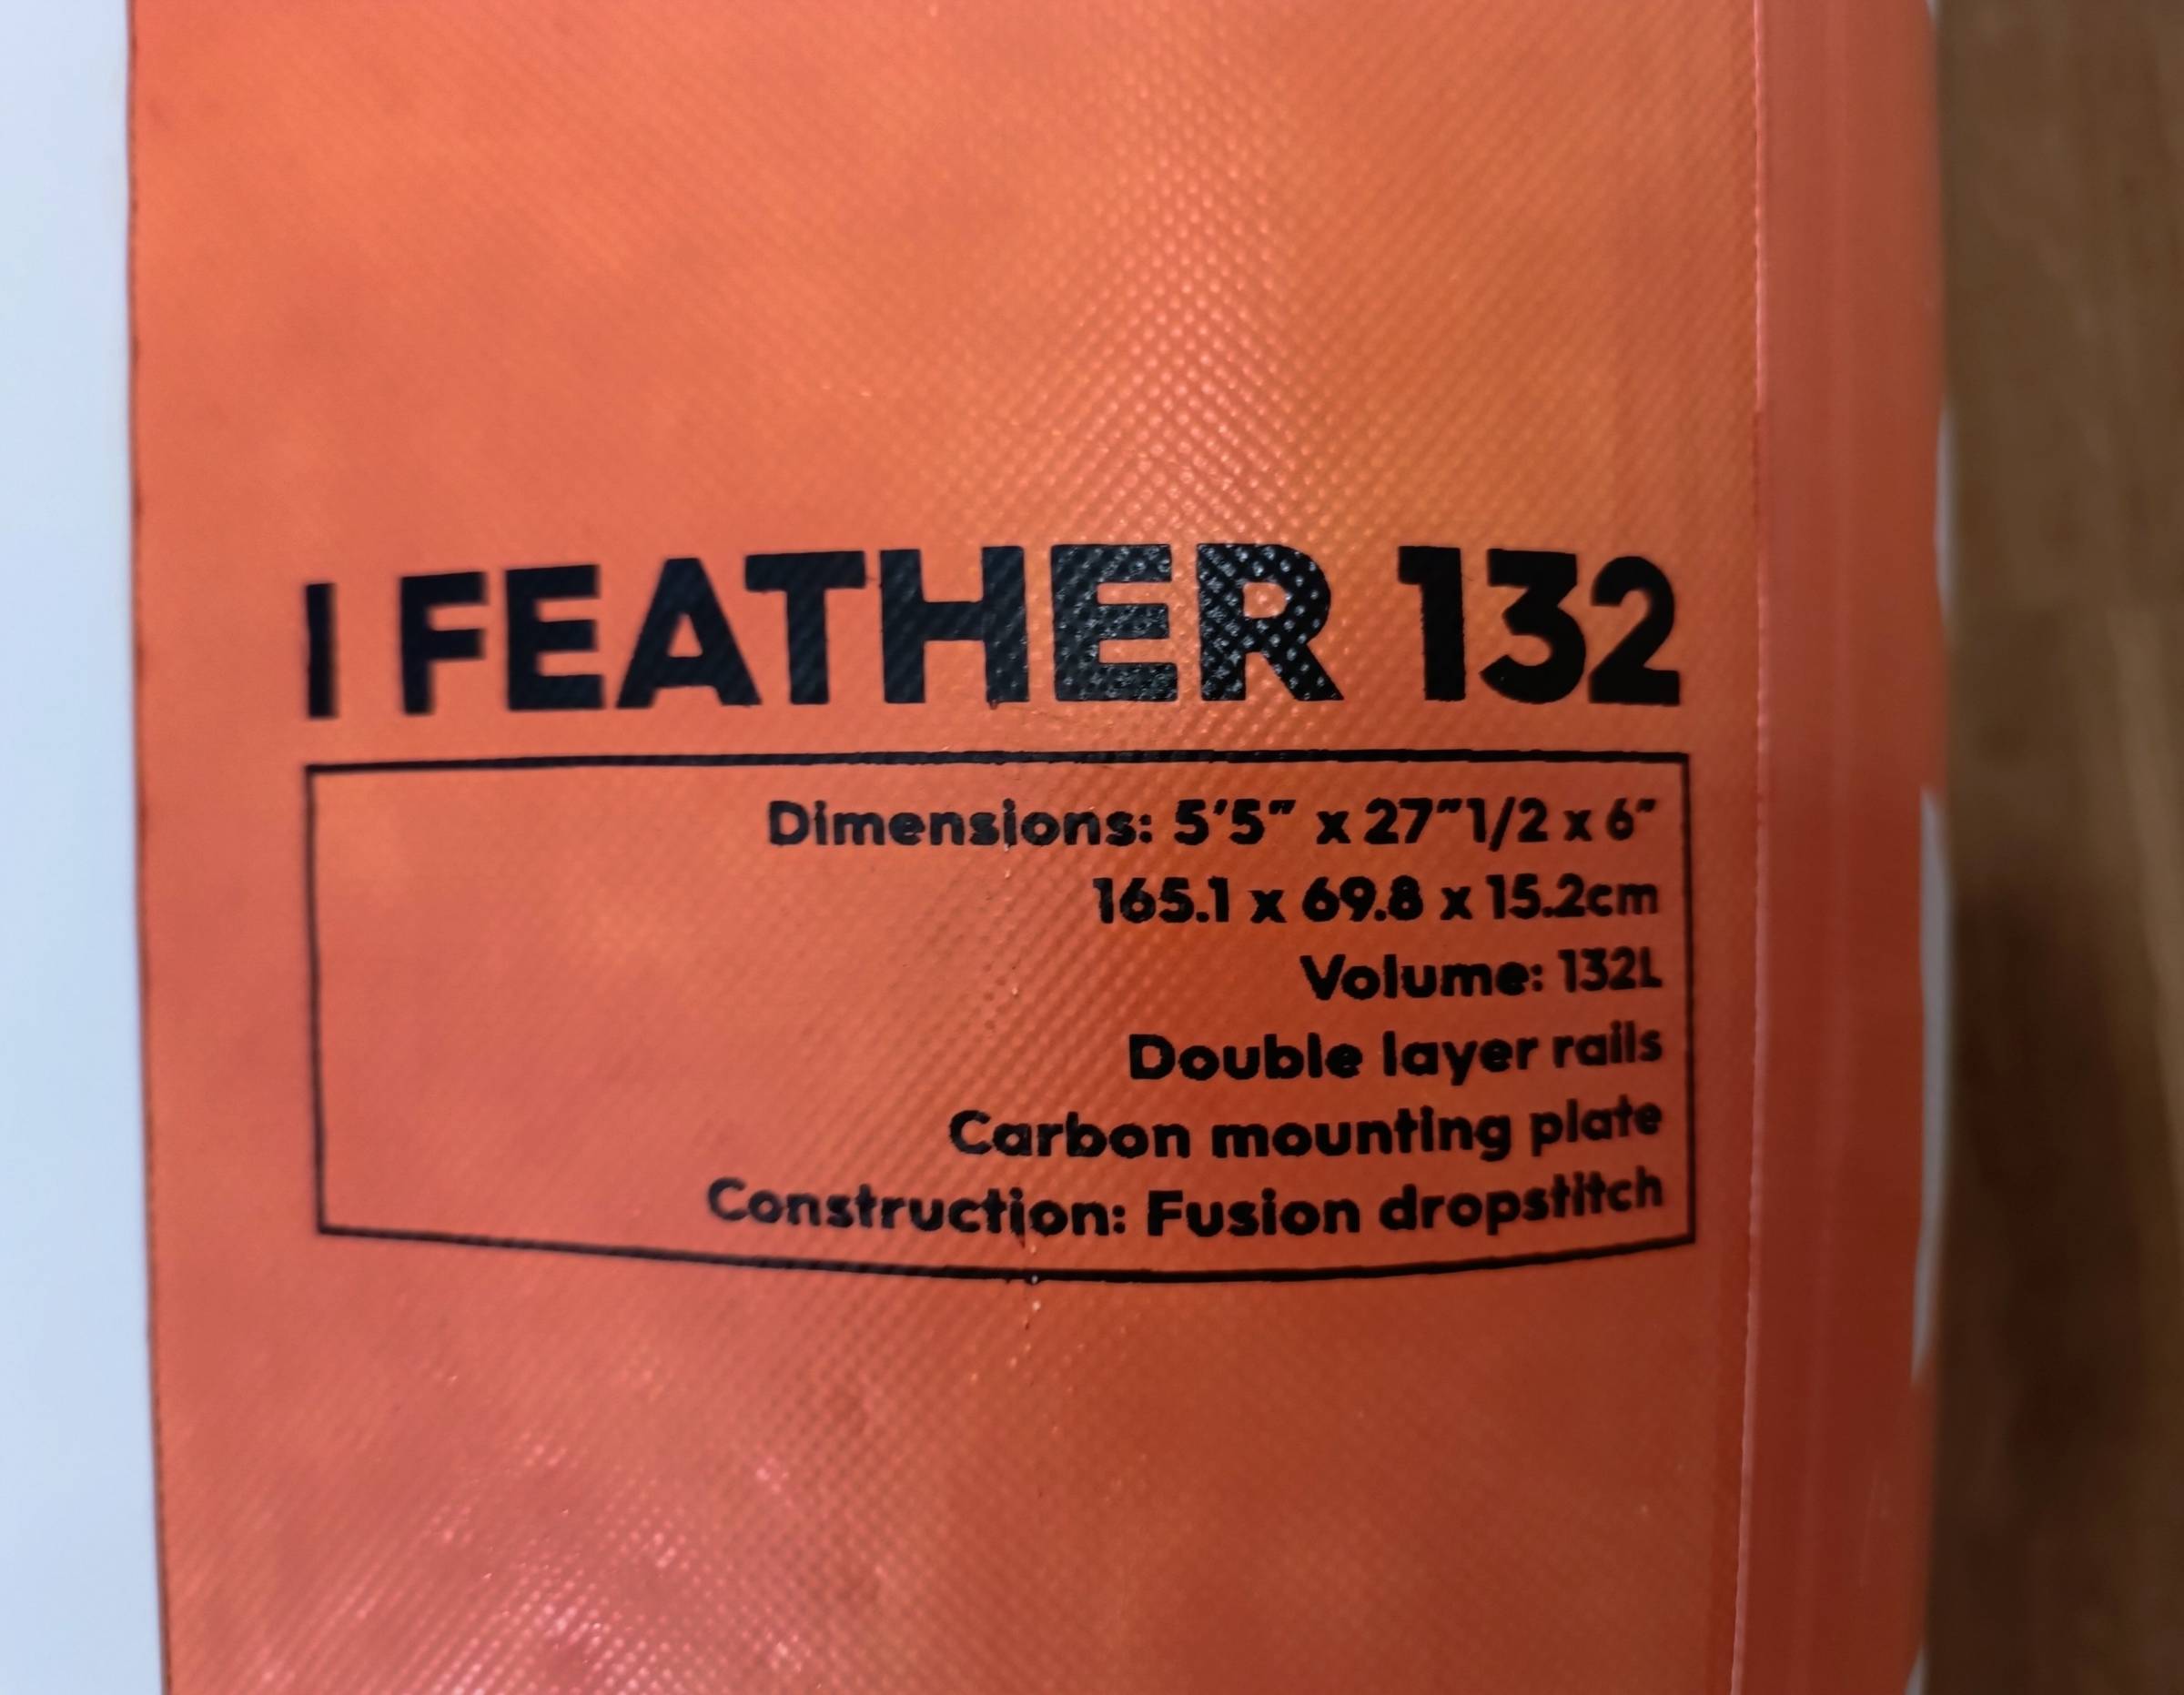 I FEATHER 132
Dimensions: 5'5" x 27"1/2 x 6"
165.1 x 69.8 x 15.2cm
Volume: 132L
Double layer rails
Carbon mounting plate
Construction: Fusion dropstitch